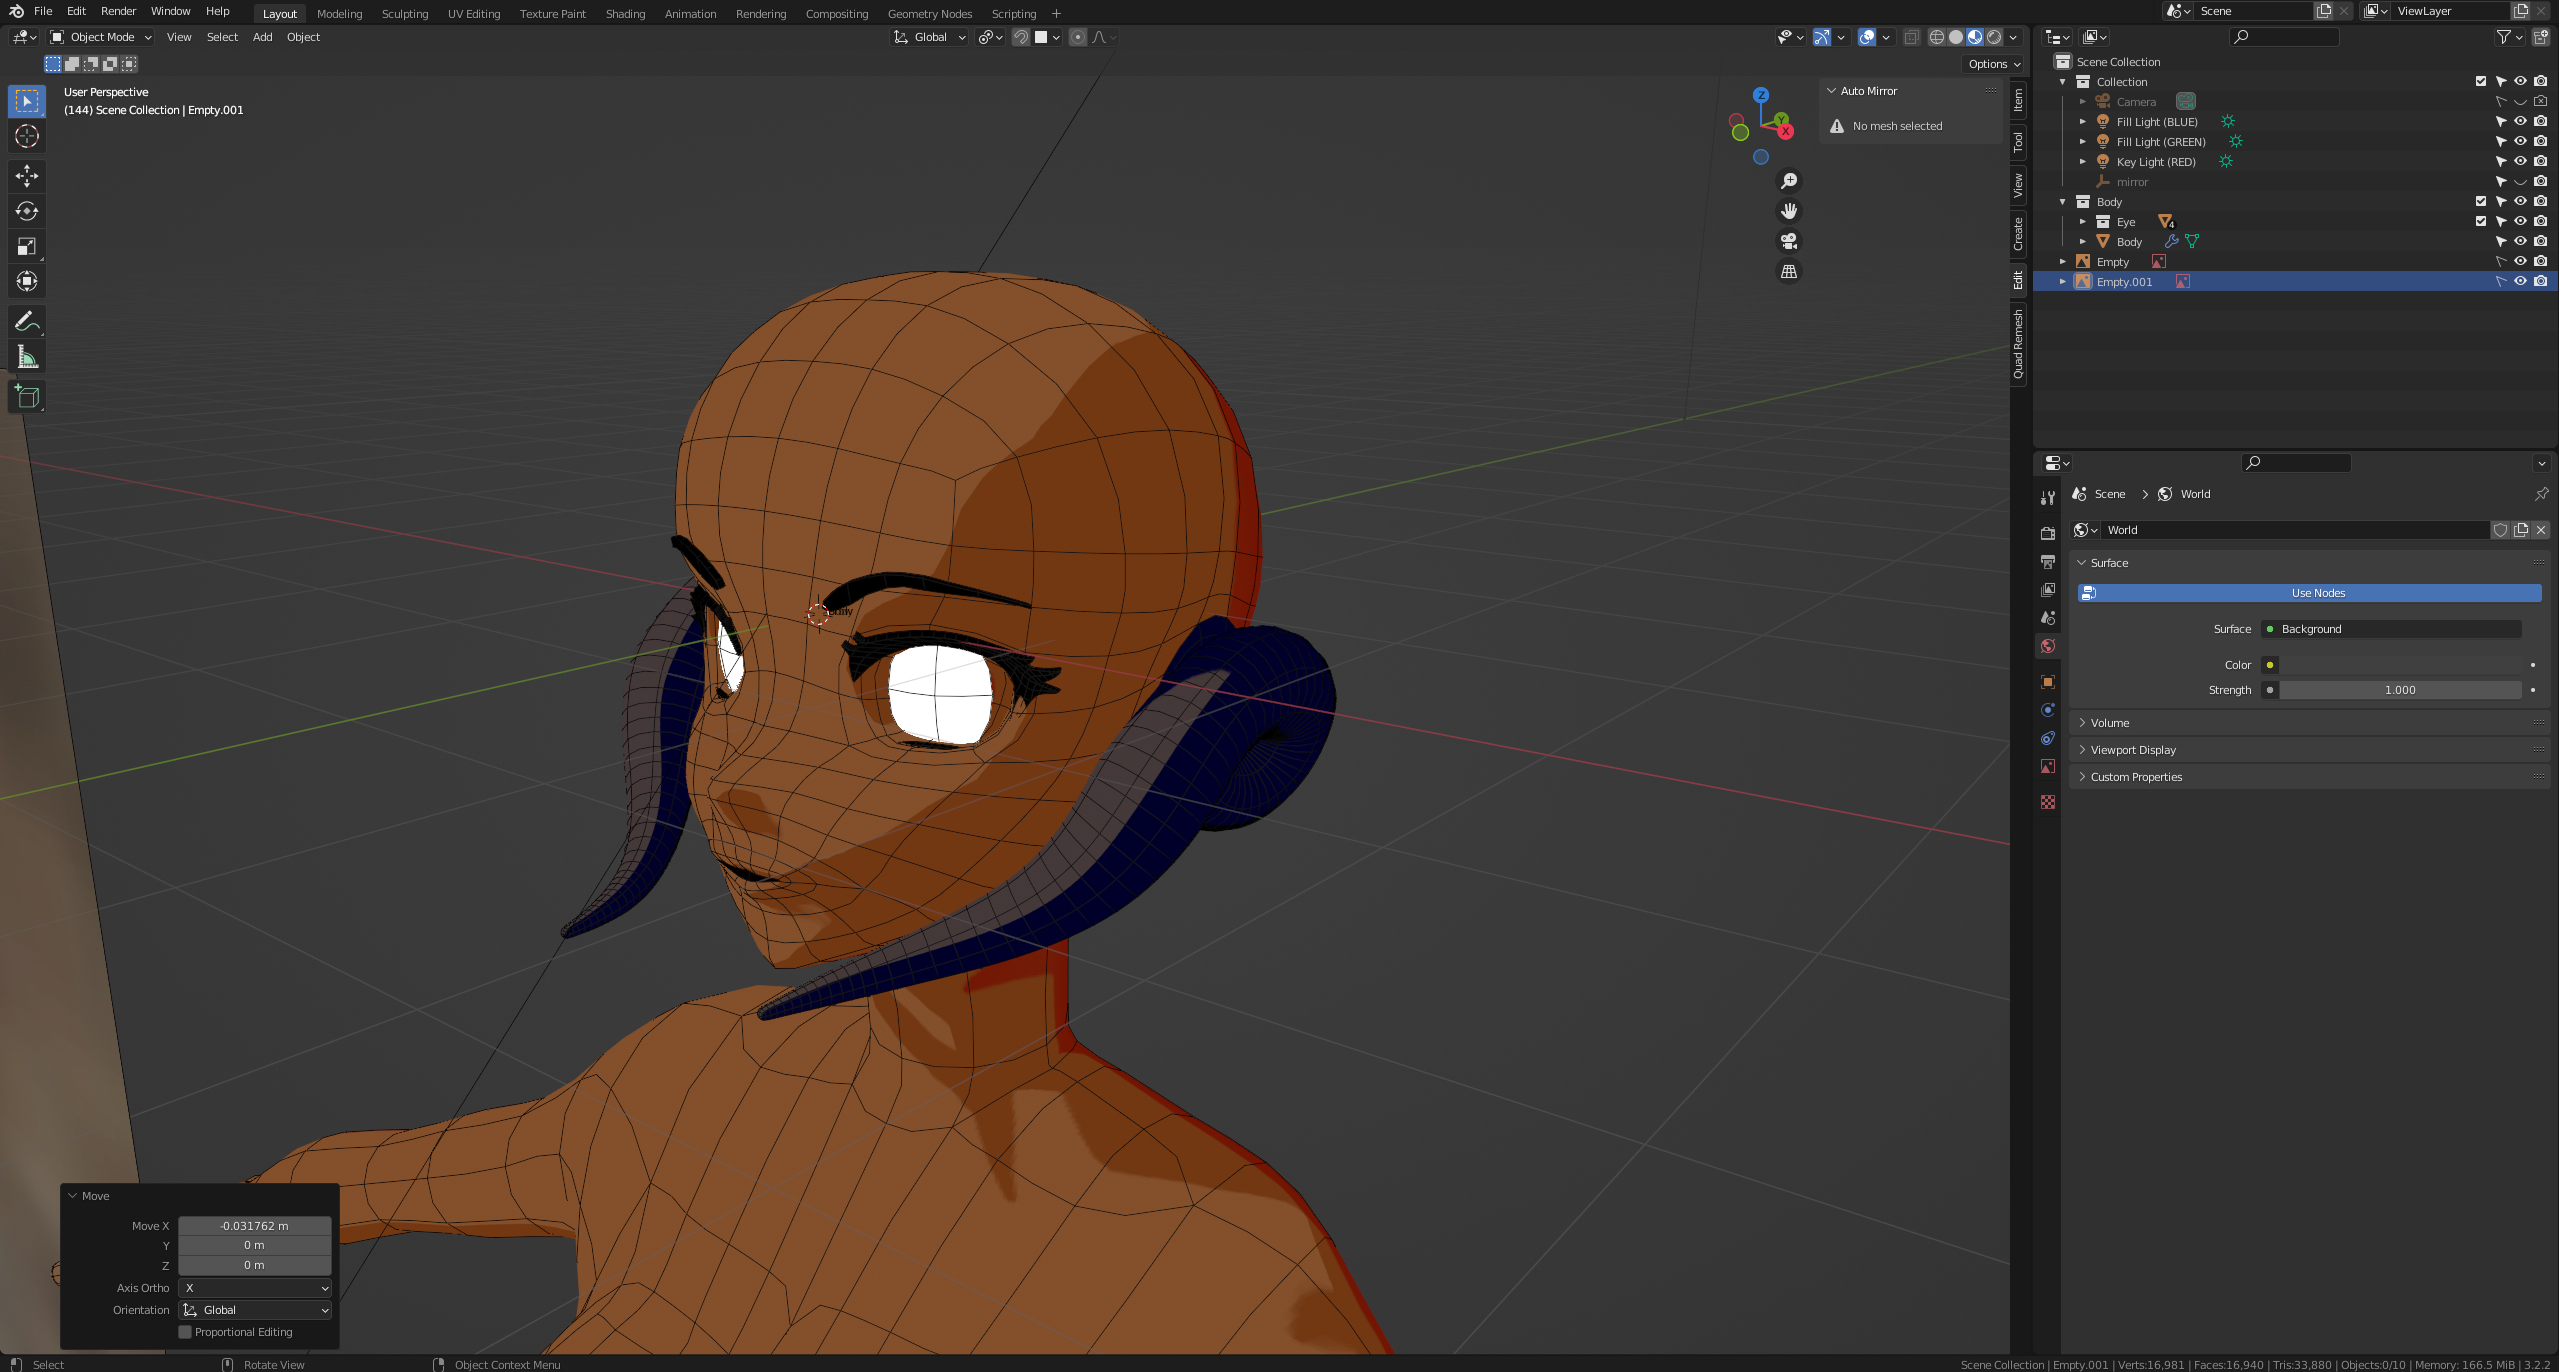 File Edit Render Window Help Layout Modeling Sculpting UV Editing Texture Paint Shading Animation Rendering Compositing Geometry Nodes Scripting + Scene ViewLayer
Object Mode View Select Add Object Global
Options
User Perspective
(144) Scene Collection | Empty.001
Auto Mirror
No mesh selected
Z
Y
X
Item
Tool
View
Create
Edit
Quad Remesh
Scene Collection
Collection
Camera
Fill Light (BLUE)
Fill Light (GREEN)
Key Light (RED)
mirror
Body
Eye 4
Body
Empty
Empty.001
Scene > World
World
Surface
Use Nodes
Surface Background
Color
Strength 1.000
Volume
Viewport Display
Custom Properties
Move
Move X -0.031762 m
Y 0 m
Z 0 m
Axis Ortho X
Orientation Global
Proportional Editing
Select Rotate View Object Context Menu Scene Collection | Empty.001 | Verts:16,981 | Faces:16,940 | Tris:33,880 | Objects:0/10 | Memory: 166.5 MiB | 3.2.2